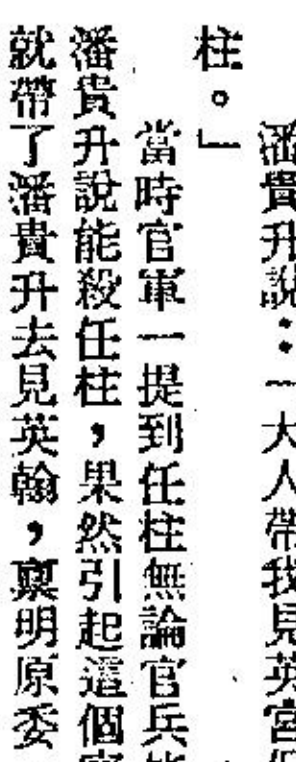 潘貴升說：「大人帶我見英宮保
柱。」
當時官軍一提到任柱無論官兵
潘貴升說能殺任柱，果然引起這個
就帶了潘貴升去見英翰，稟明原委